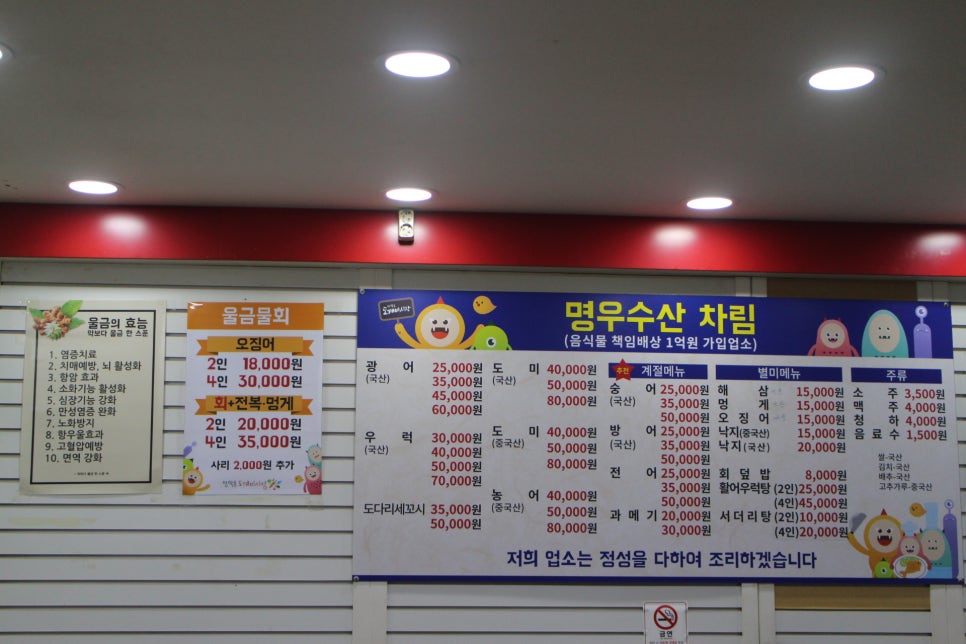 울금의 효능
약보다 울금 한 스푼
1. 염증치료
2. 치매예방, 뇌 활성화
3. 항암 효과
4. 소화기능 활성화
5. 심장기능 강화
6. 만성염증 완화
7. 노화방지
8. 항우울효과
9. 고혈압예방
10. 면역 강화
울금물회
오징어
2인 18,000원
4인 30,000원
회+전복·멍게
2인 20,000원
4인 35,000원
사리 2,000원 추가
도깨비시장
명우수산 차림
(음식물 책임배상 1억원 가입업소)
광어 25,000원
(국산) 35,000원
45,000원
60,000원
우럭 30,000원
(국산) 40,000원
50,000원
70,000원
도다리세꼬시 35,000원
50,000원
도미 40,000원
(국산) 50,000원
80,000원
도미 40,000원
(중국산) 50,000원
80,000원
농어 40,000원
(중국산) 50,000원
80,000원
추천 계절메뉴
숭어 25,000원
(국산) 35,000원
50,000원
방어 25,000원
(국산) 35,000원
50,000원
전어 25,000원
35,000원
50,000원
과메기 20,000원
30,000원
별미메뉴
해삼 15,000원
멍게 15,000원
오징어 15,000원
낙지(중국산) 15,000원
낙지(국산) 20,000원
회덮밥 8,000원
활어우럭탕 (2인)25,000원
(4인)45,000원
서더리탕 (2인)10,000원
(4인)20,000원
주류
소주 3,500원
맥주 4,000원
청하 4,000원
음료수 1,500원
쌀-국산
김치-국산
배추-국산
고추가루-중국산
저희 업소는 정성을 다하여 조리하겠습니다
금연